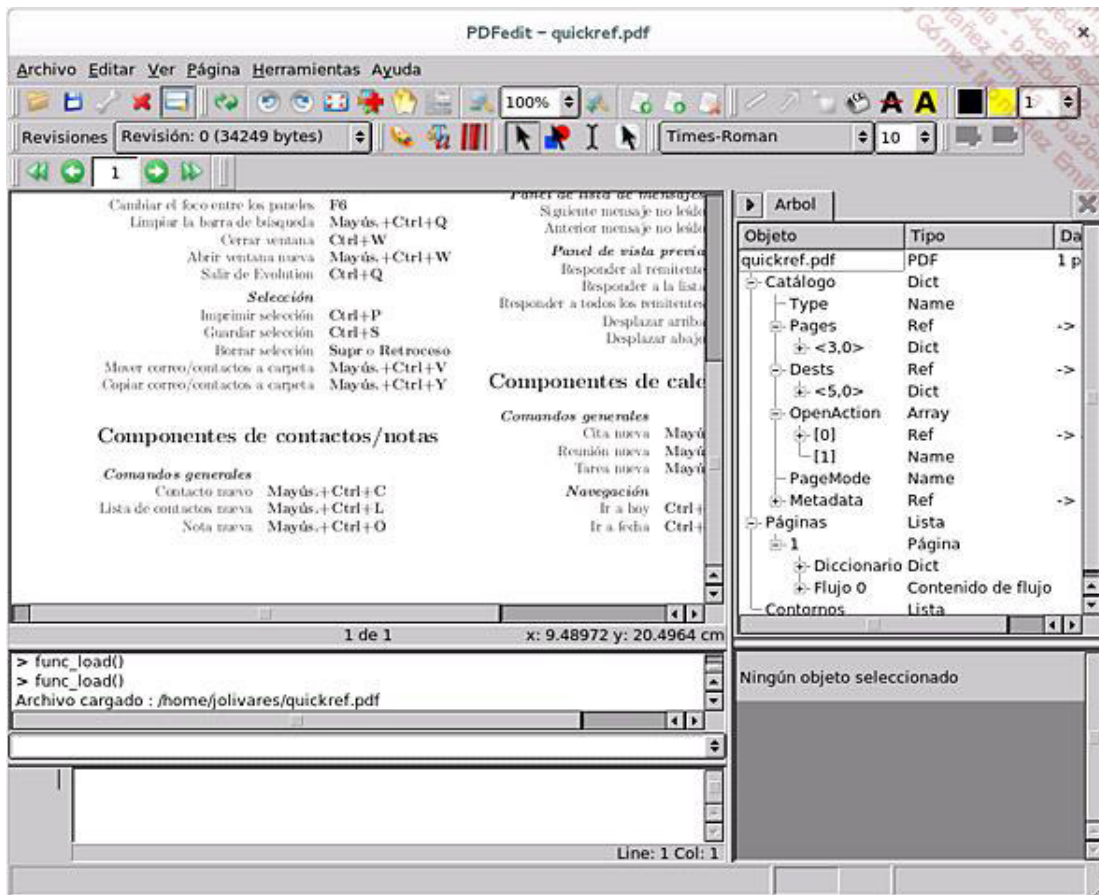 PDFedit – quickref.pdf
Archivo Editar Ver Página Herramientas Ayuda
100%
1
Revisiones Revisión: 0 (34249 bytes)
Times-Roman
10
1
Cambiar el foco entre los paneles F6
Limpiar la barra de búsqueda Mayús.+Ctrl+Q
Cerrar ventana Ctrl+W
Abrir ventana nueva Mayús.+Ctrl+W
Salir de Evolution Ctrl+Q
Selección
Imprimir selección Ctrl+P
Guardar selección Ctrl+S
Borrar selección Supr o Retroceso
Mover correo/contactos a carpeta Mayús.+Ctrl+V
Copiar correo/contactos a carpeta Mayús.+Ctrl+Y
Componentes de contactos/notas
Comandos generales
Contacto nuevo Mayús.+Ctrl+C
Lista de contactos nueva Mayús.+Ctrl+L
Nota nueva Mayús.+Ctrl+O
Panel de lista de mensajes
Siguiente mensaje no leído
Anterior mensaje no leído
Panel de vista previa
Responder al remitente
Responder a la lista
Responder a todos los remitentes
Desplazar arriba
Desplazar abajo
Componentes de calc
Comandos generales
Cita nueva Mayú
Reunión nueva Mayú
Tarea nueva Mayú
Navegación
Ir a hoy Ctrl+
Ir a fecha Ctrl+
1 de 1 x: 9.48972 y: 20.4964 cm
> func_load()
> func_load()
Archivo cargado : /home/jolivares/quickref.pdf
Line: 1 Col: 1
Arbol
Objeto Tipo Da
quickref.pdf PDF 1 p
Catálogo Dict
Type Name
Pages Ref ->
<3,0> Dict
Dests Ref ->
<5,0> Dict
OpenAction Array
[0] Ref ->
[1] Name
PageMode Name
Metadata Ref ->
Páginas Lista
1 Página
Diccionario Dict
Flujo 0 Contenido de flujo
Contornos Lista
Ningún objeto seleccionado